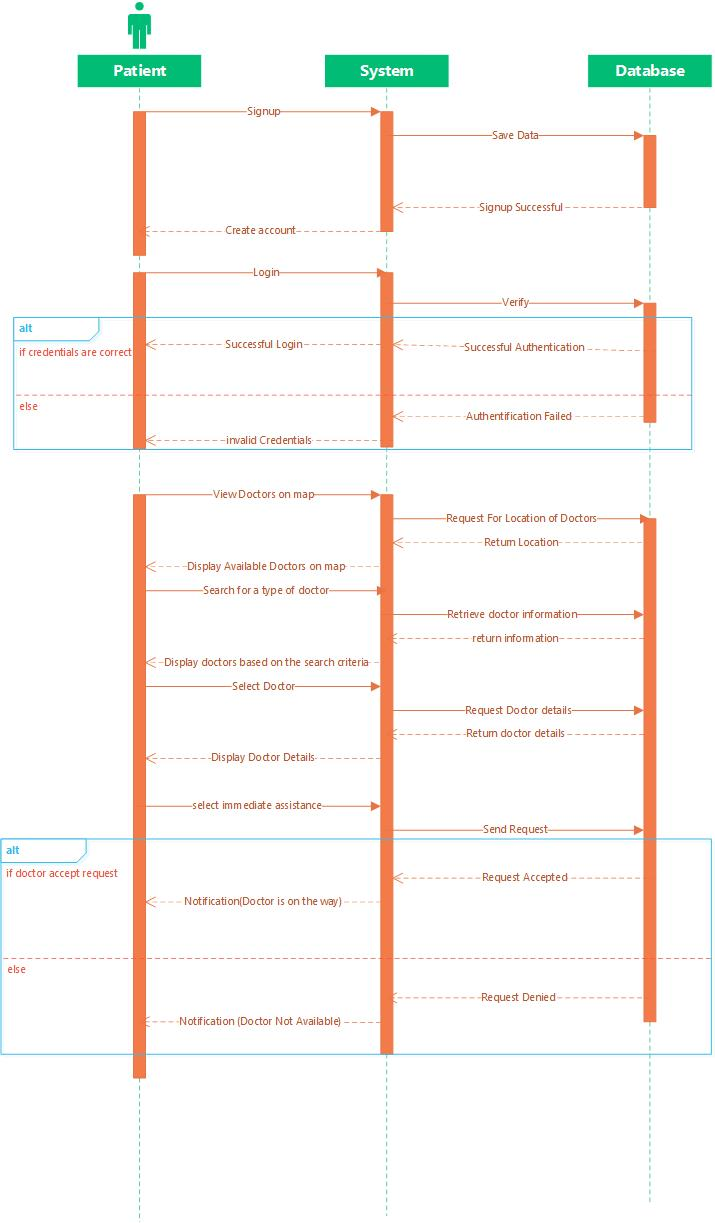 Patient
System
Database
Signup
Save Data
Signup Successful
Create account
Login
Verify
alt
if credentials are correct
Successful Login
Successful Authentication
else
Authentification Failed
invalid Credentials
View Doctors on map
Request For Location of Doctors
Return Location
Display Available Doctors on map
Search for a type of doctor
Retrieve doctor information
return information
Display doctors based on the search criteria
Select Doctor
Request Doctor details
Return doctor details
Display Doctor Details
select immediate assistance
Send Request
alt
if doctor accept request
Request Accepted
Notification(Doctor is on the way)
else
Request Denied
Notification (Doctor Not Available)